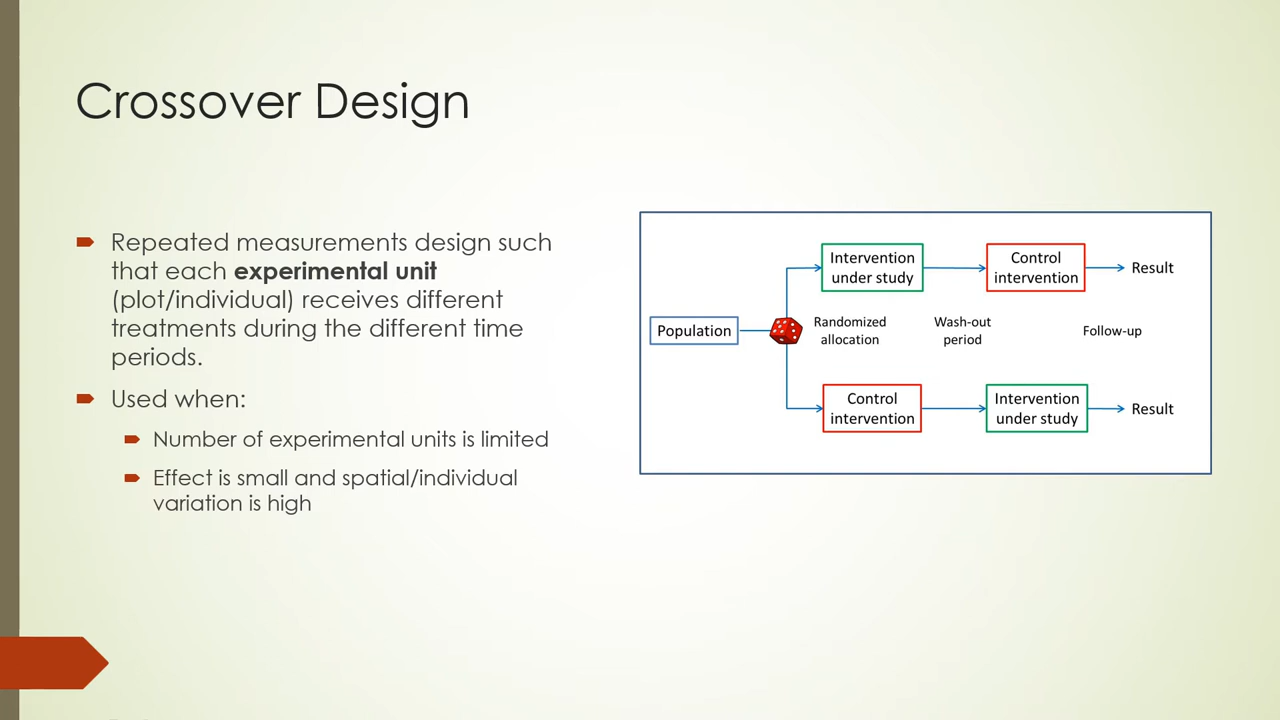 Crossover Design
Repeated measurements design such
that each experimental unit
(plot/individual) receives different
treatments during the different time
periods.
Used when:
Number of experimental units is limited
Effect is small and spatial/individual
variation is high
Population
Intervention
under study
Control
intervention
Result
Randomized
allocation
Wash-out
period
Follow-up
Control
intervention
Intervention
under study
Result